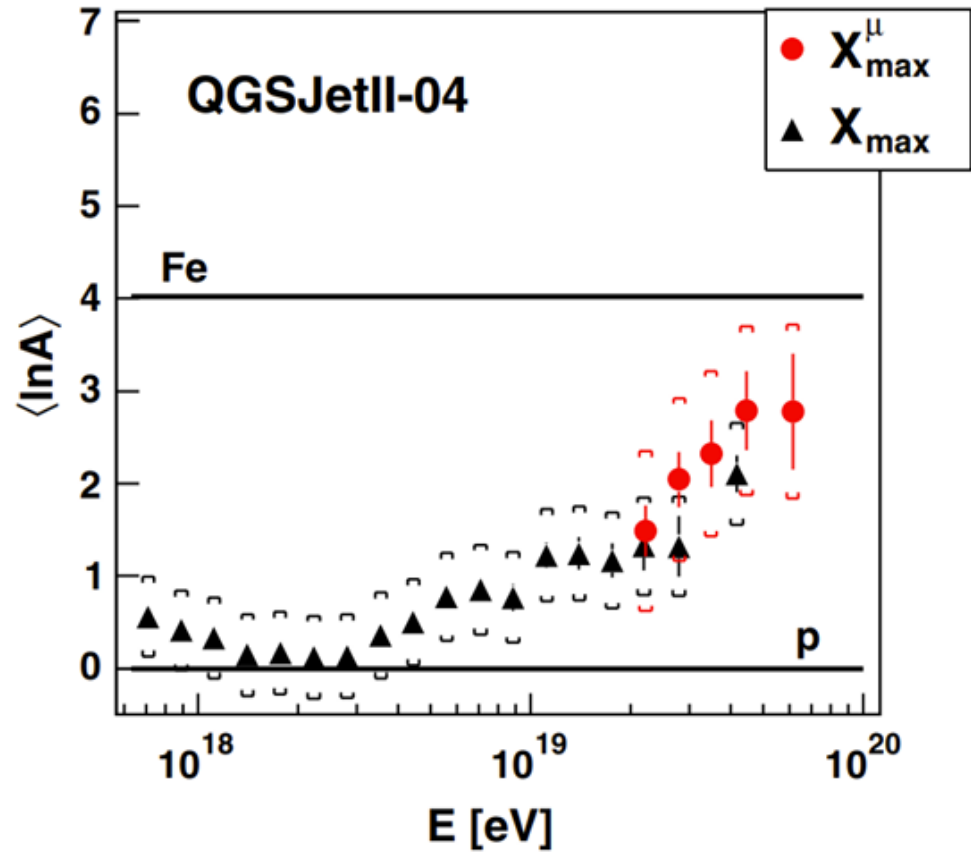 7
6
5
4
3
2
1
0
⟨lnA⟩
QGSJetII-04
X^μ_max
X_max
Fe
p
10^18
10^19
10^20
E [eV]